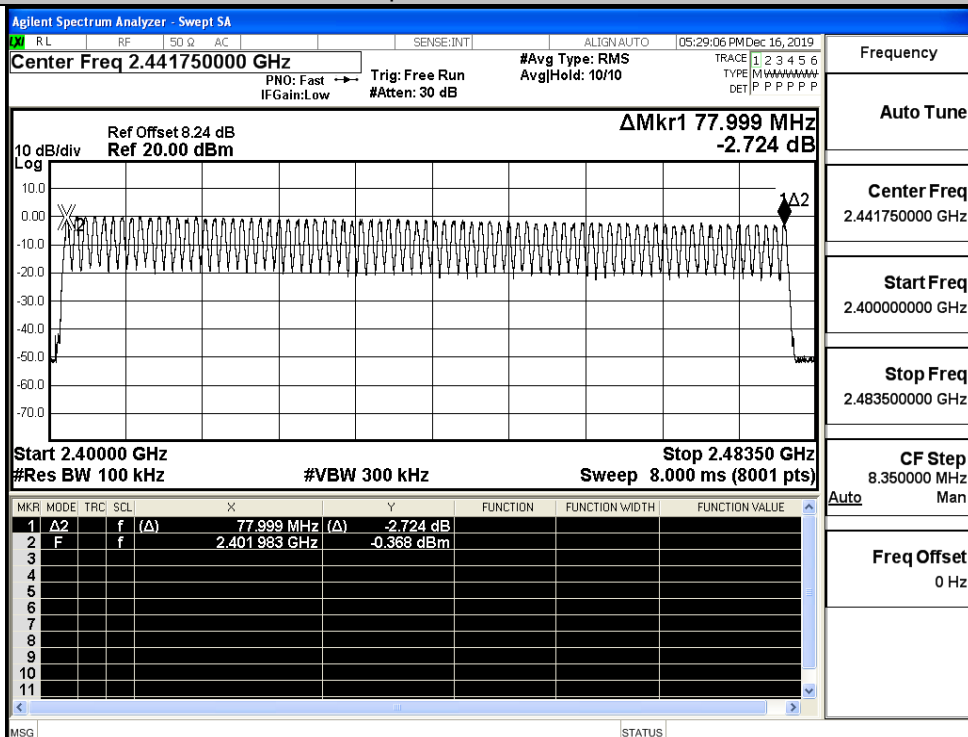 Agilent Spectrum Analyzer - Swept SA
LXI RL RF 50 Ω AC SENSE:INT ALIGN AUTO 05:29:06 PM Dec 16, 2019
Center Freq 2.441750000 GHz
PNO: Fast
IFGain:Low
Trig: Free Run
#Atten: 30 dB
#Avg Type: RMS
Avg|Hold: 10/10
TRACE 1 2 3 4 5 6
TYPE M W W W W W
DET P P P P P P
ΔMkr1 77.999 MHz
-2.724 dB
Ref Offset 8.24 dB
10 dB/div Ref 20.00 dBm
Log
10.0
0.00
-10.0
-20.0
-30.0
-40.0
-50.0
-60.0
-70.0
2
1Δ2
Start 2.40000 GHz Stop 2.48350 GHz
#Res BW 100 kHz #VBW 300 kHz Sweep 8.000 ms (8001 pts)
MKR MODE TRC SCL X Y FUNCTION FUNCTION WIDTH FUNCTION VALUE
1 Δ2 f (Δ) 77.999 MHz (Δ) -2.724 dB
2 F f 2.401 983 GHz -0.368 dBm
3
4
5
6
7
8
9
10
11
MSG STATUS
Frequency
Auto Tune
Center Freq
2.441750000 GHz
Start Freq
2.400000000 GHz
Stop Freq
2.483500000 GHz
CF Step
8.350000 MHz
Auto Man
Freq Offset
0 Hz